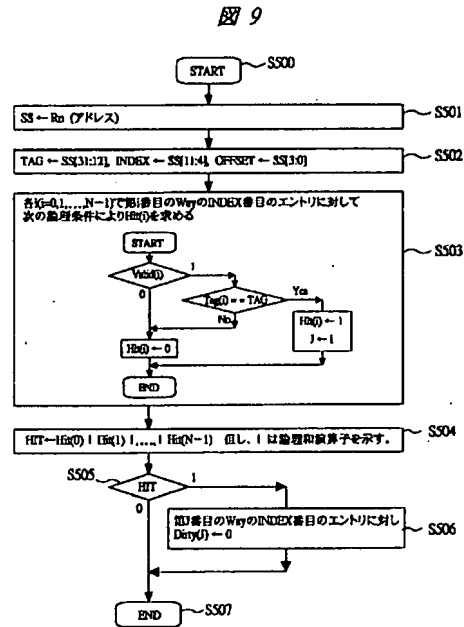 図 9
START
S500
SS ← Rn (アドレス)
S501
TAG ← SS[31:12], INDEX ← SS[11:4], OFFSET ← SS[3:0]
S502
各i(i=0,1,....,N-1)で第i番目のWayのINDEX番目のエントリに対して
次の論理条件によりHit(i)を求める
START
S503
Valid(i)
1
0
Tag(i) == TAG
Yes
No
Hit(i) ← 1
J ← i
Hit(i) ← 0
END
HIT←Hit(0) | Hit(1) |,....,| Hit(N-1) 但し、| は論理和演算子を示す。
S504
S505
HIT
1
0
第J番目のWayのINDEX番目のエントリに対し
Dirty(J) ← 0
S506
END
S507